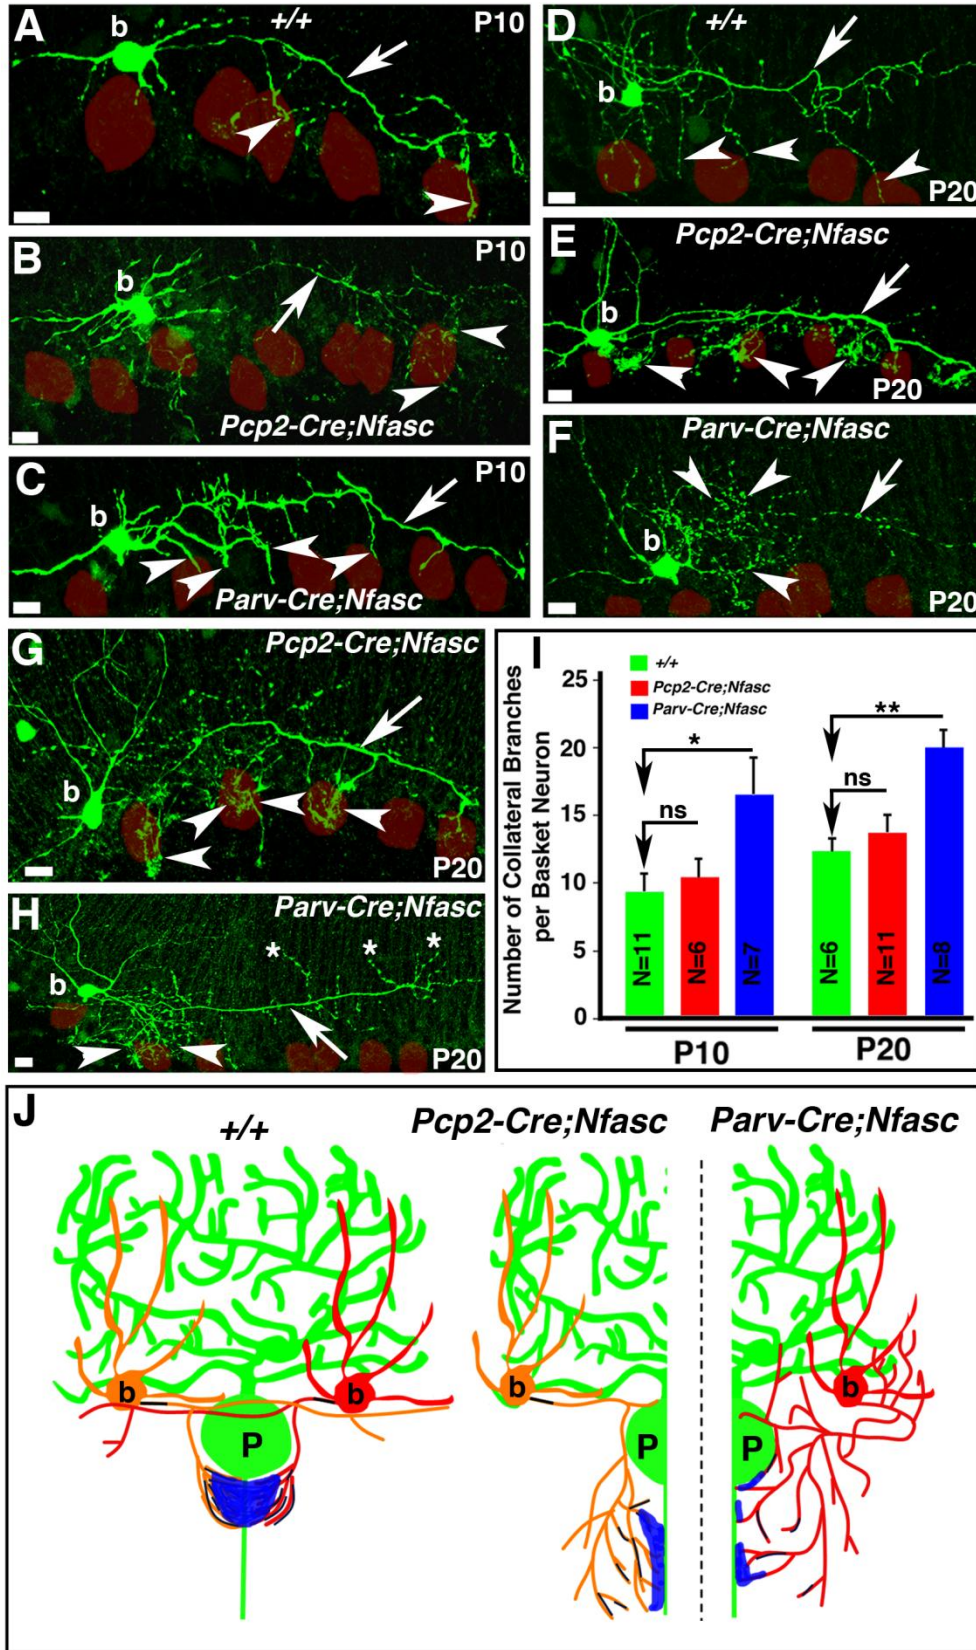 A
+/+
P10
b
B
P10
b
Pcp2-Cre;Nfasc
C
P10
b
Parv-Cre;Nfasc
D
+/+
b
P20
E
Pcp2-Cre;Nfasc
b
P20
F
Parv-Cre;Nfasc
b
P20
G
Pcp2-Cre;Nfasc
b
P20
H
Parv-Cre;Nfasc
* * *
b
P20
I
+/+
Pcp2-Cre;Nfasc
Parv-Cre;Nfasc
Number of Collateral Branches
per Basket Neuron
25
20
15
10
5
0
* **
ns ns
N=11 N=6 N=7 N=6 N=11 N=8
P10 P20
J
+/+ Pcp2-Cre;Nfasc Parv-Cre;Nfasc
b b b b
P P P